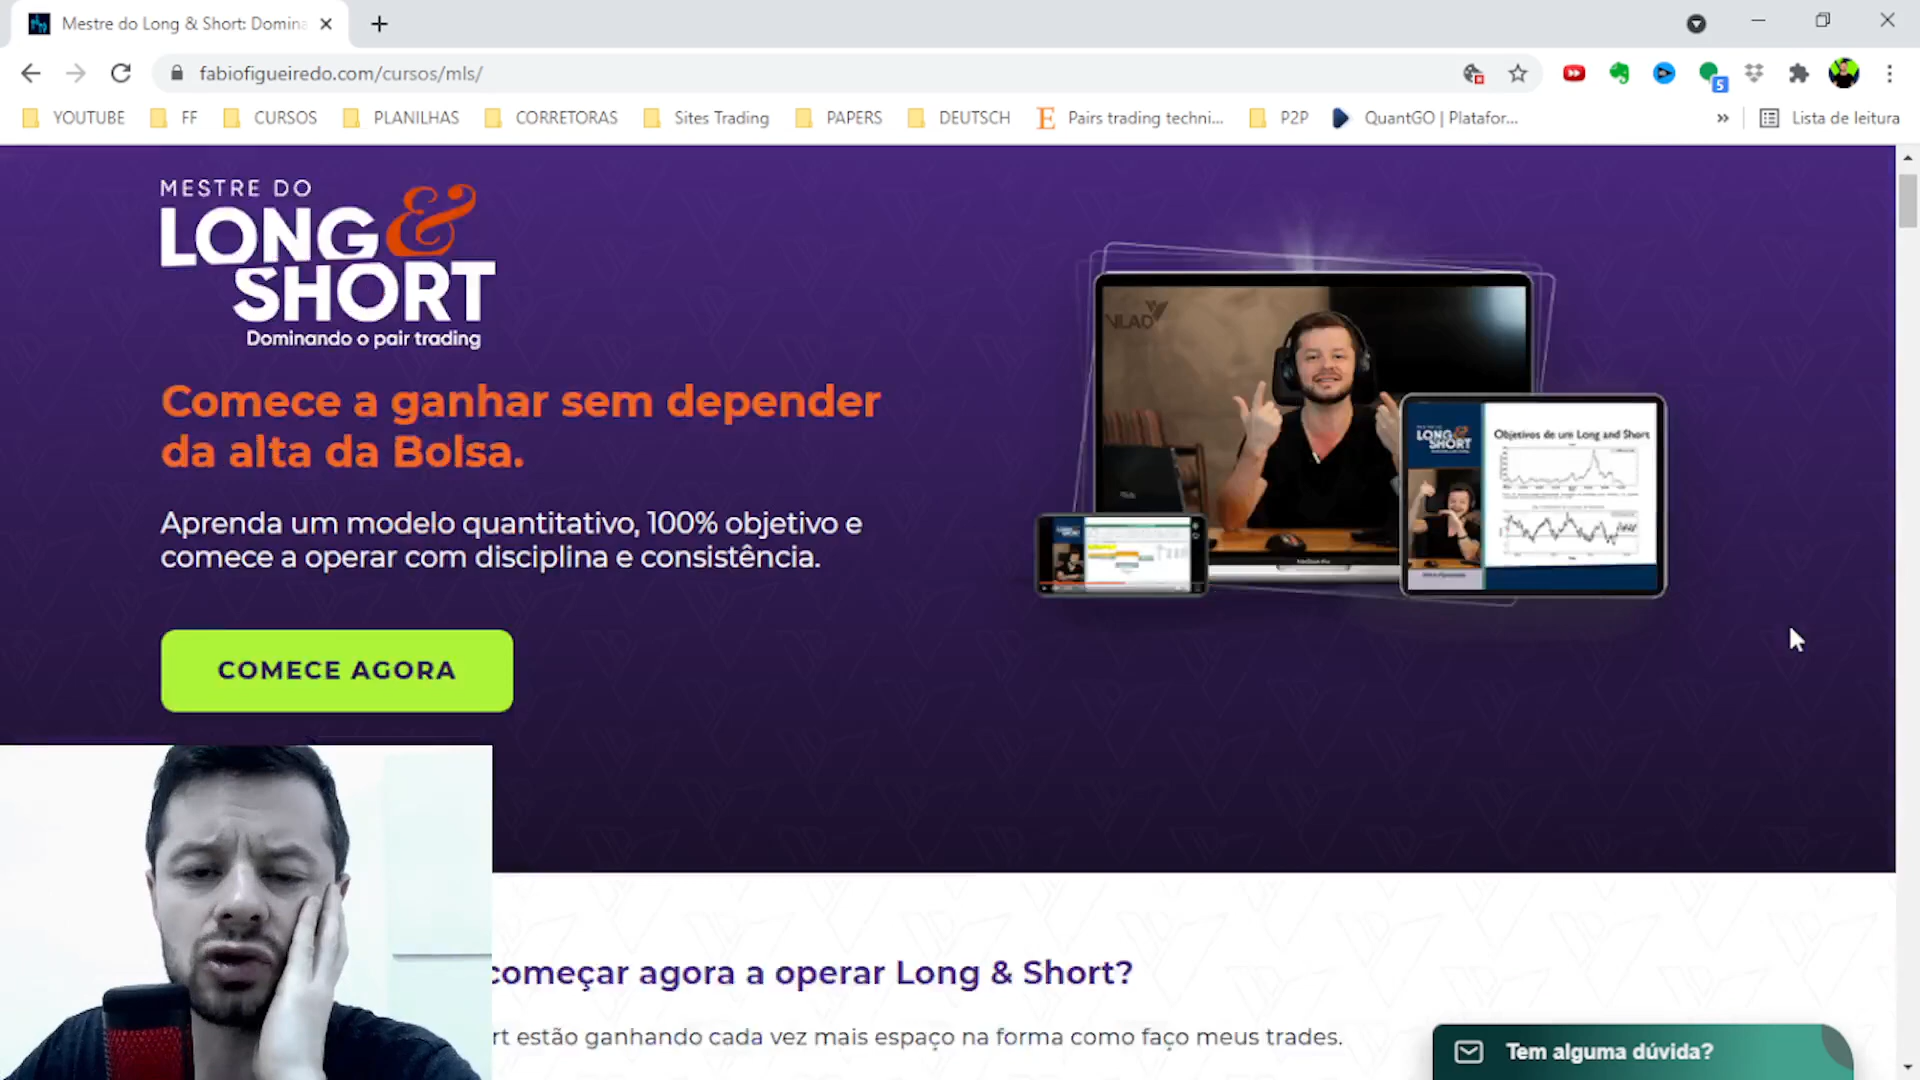 Mestre do Long & Short: Domina
fabiofigueiredo.com/cursos/mls/
5
YOUTUBE
FF
CURSOS
PLANILHAS
CORRETORAS
Sites Trading
PAPERS
DEUTSCH
E
Pairs trading techni...
P2P
QuantGO | Platafor...
»
Lista de leitura
MESTRE DO
LONG &
SHORT
Dominando o pair trading
Comece a ganhar sem depender
da alta da Bolsa.
Aprenda um modelo quantitativo, 100% objetivo e
comece a operar com disciplina e consistência.
COMECE AGORA
VLAD
LONG &
SHORT
Objetivos de um Long and Short
começar agora a operar Long & Short?
rt estão ganhando cada vez mais espaço na forma como faço meus trades.
Tem alguma dúvida?